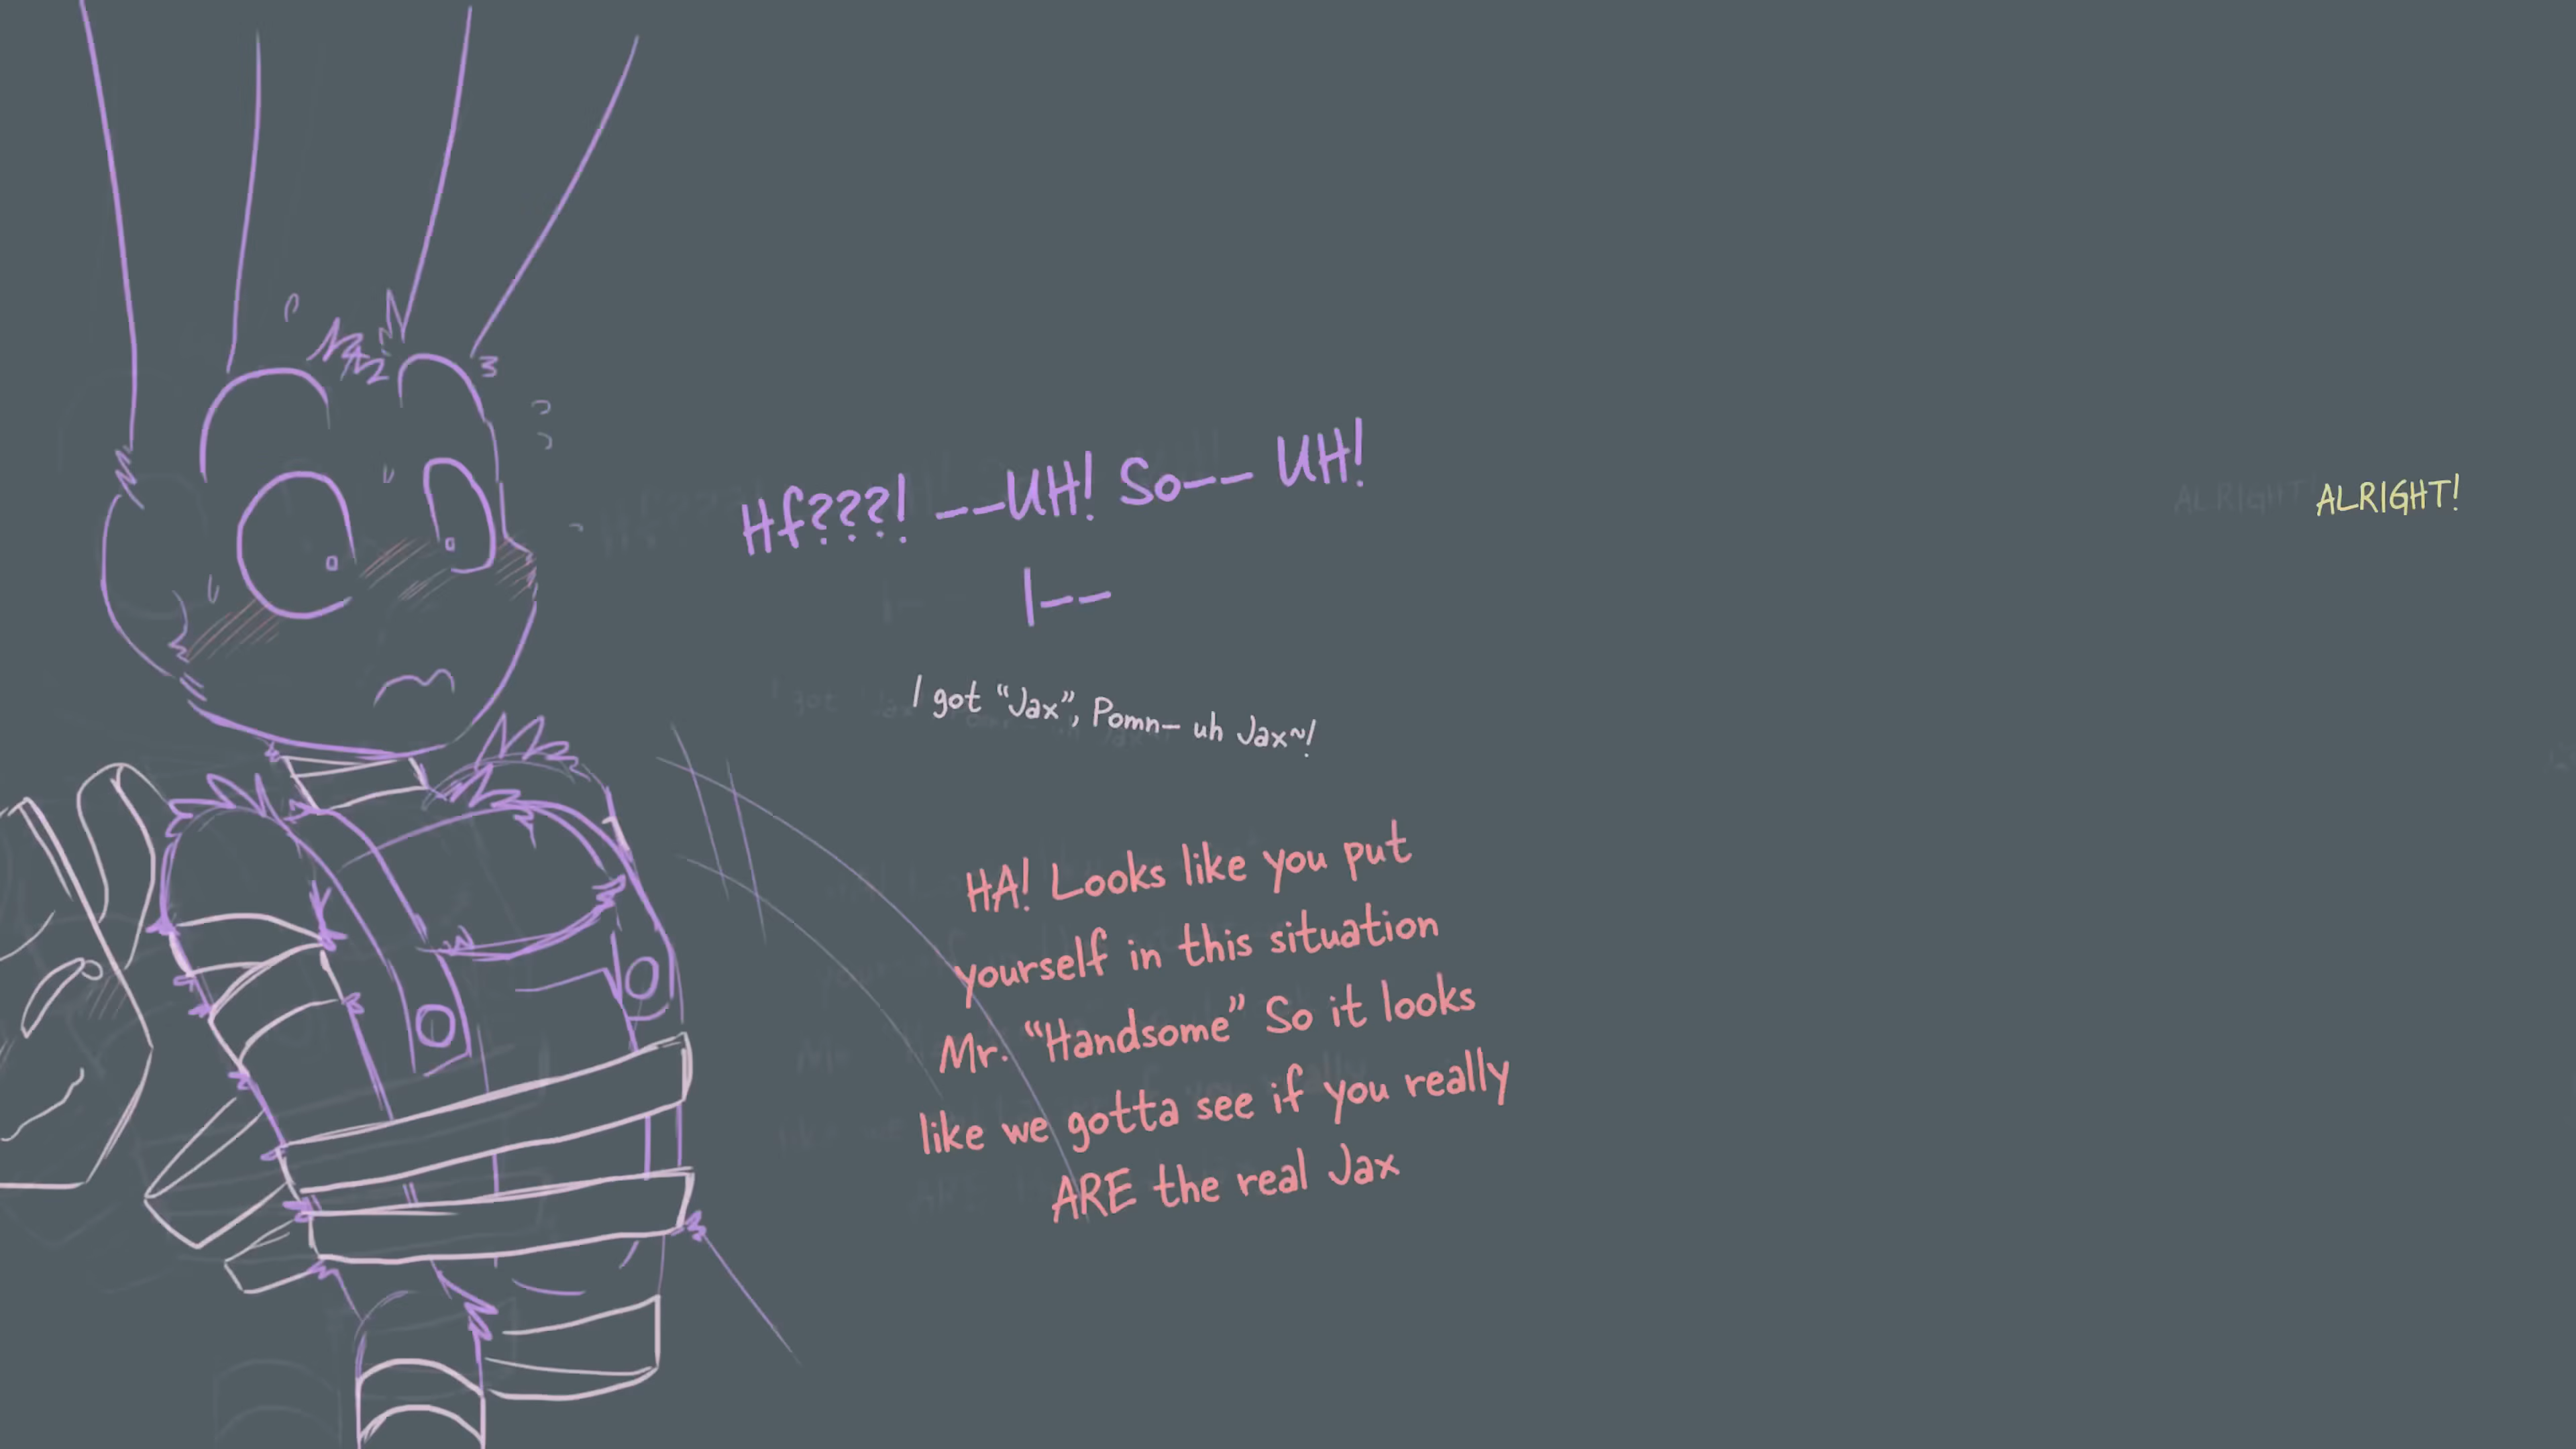 Hf???! --UH! So-- UH!
I--
I got "Jax", Pomn- uh Jax~!
HA! Looks like you put
yourself in this situation
Mr. "Handsome" So it looks
like we gotta see if you really
ARE the real Jax
ALRIGHT!